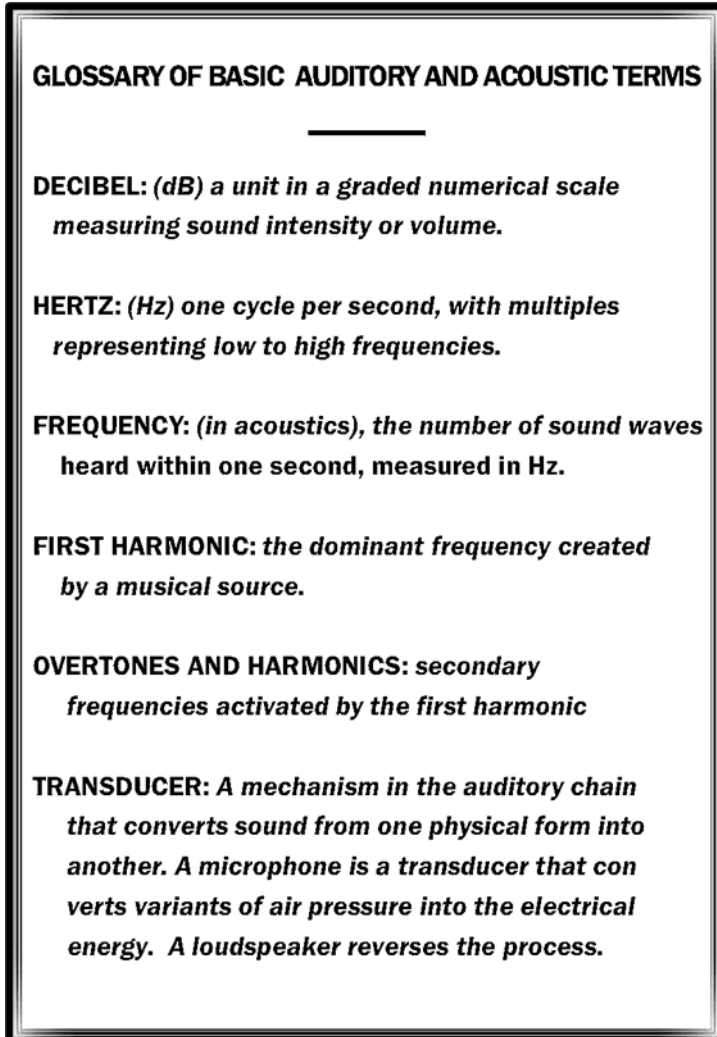 GLOSSARY OF BASIC AUDITORY AND ACOUSTIC TERMS
DECIBEL: (dB) a unit in a graded numerical scale
measuring sound intensity or volume.
HERTZ: (Hz) one cycle per second, with multiples
representing low to high frequencies.
FREQUENCY: (in acoustics), the number of sound waves
heard within one second, measured in Hz.
FIRST HARMONIC: the dominant frequency created
by a musical source.
OVERTONES AND HARMONICS: secondary
frequencies activated by the first harmonic
TRANSDUCER: A mechanism in the auditory chain
that converts sound from one physical form into
another. A microphone is a transducer that con
verts variants of air pressure into the electrical
energy. A loudspeaker reverses the process.